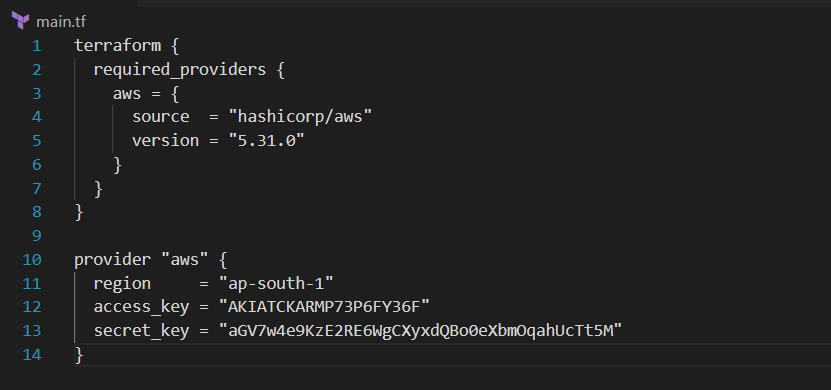 main.tf
1 terraform {
2   required_providers {
3     aws = {
4       source  = "hashicorp/aws"
5       version = "5.31.0"
6     }
7   }
8 }
9
10 provider "aws" {
11   region     = "ap-south-1"
12   access_key = "AKIATCKARMP73P6FY36F"
13   secret_key = "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"
14 }